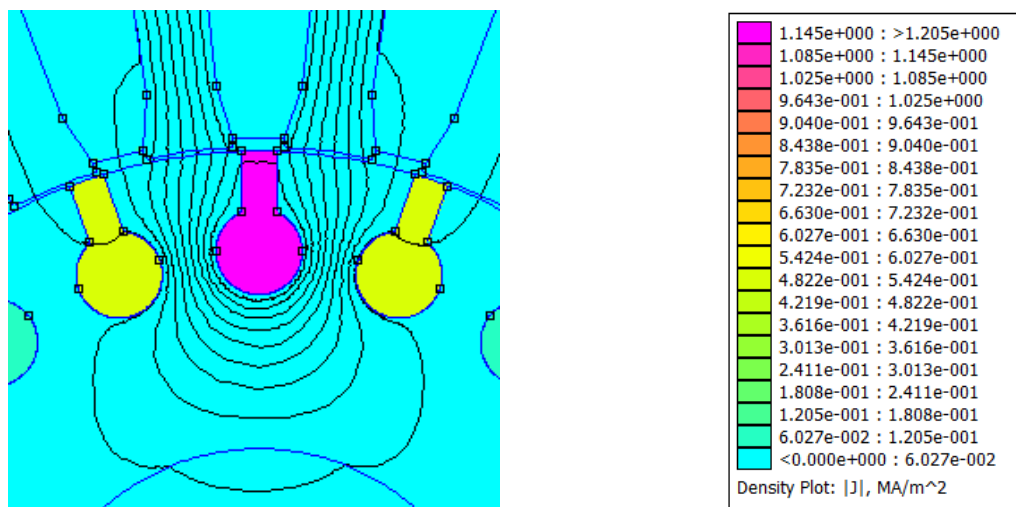 1.145e+000 : >1.205e+000
1.085e+000 : 1.145e+000
1.025e+000 : 1.085e+000
9.643e-001 : 1.025e+000
9.040e-001 : 9.643e-001
8.438e-001 : 9.040e-001
7.835e-001 : 8.438e-001
7.232e-001 : 7.835e-001
6.630e-001 : 7.232e-001
6.027e-001 : 6.630e-001
5.424e-001 : 6.027e-001
4.822e-001 : 5.424e-001
4.219e-001 : 4.822e-001
3.616e-001 : 4.219e-001
3.013e-001 : 3.616e-001
2.411e-001 : 3.013e-001
1.808e-001 : 2.411e-001
1.205e-001 : 1.808e-001
6.027e-002 : 1.205e-001
<0.000e+000 : 6.027e-002
Density Plot: |J|, MA/m^2